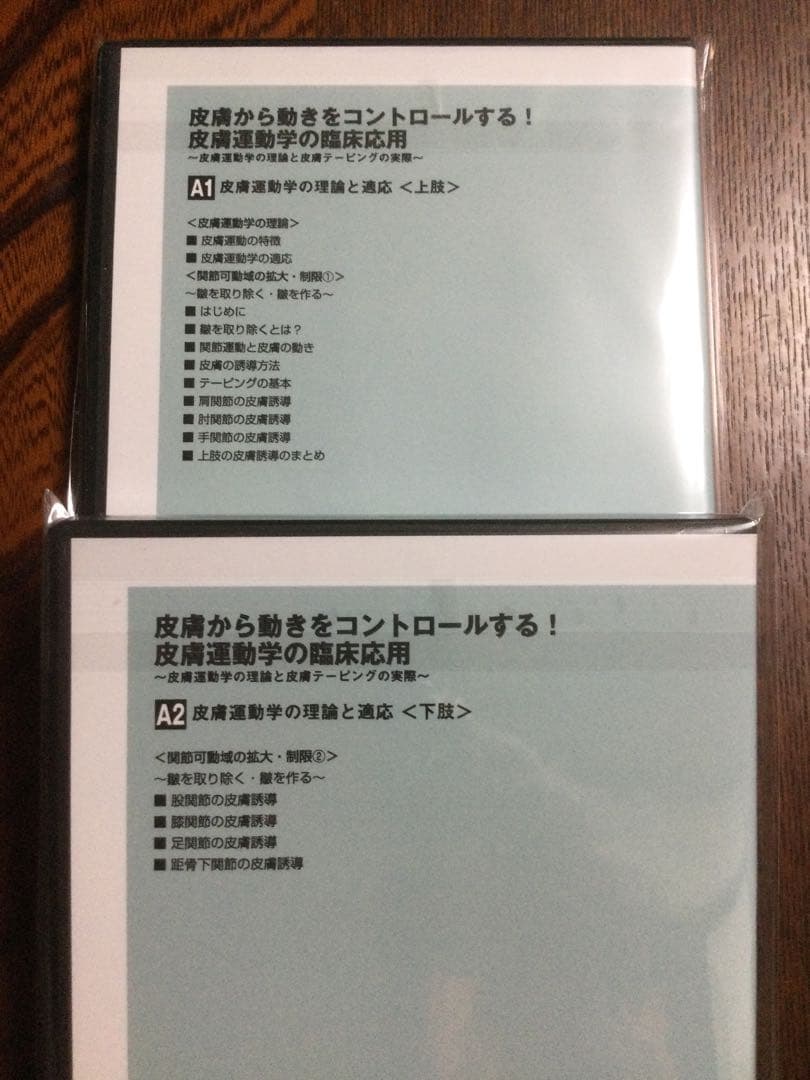 皮膚から動きをコントロールする！
皮膚運動学の臨床応用
～皮膚運動学の理論と皮膚テーピングの実際～
A1 皮膚運動学の理論と適応 ＜上肢＞
＜皮膚運動学の理論＞
■ 皮膚運動の特徴
■ 皮膚運動学の適応
＜関節可動域の拡大・制限①＞
～皺を取り除く・皺を作る～
■ はじめに
■ 皺を取り除くとは？
■ 関節運動と皮膚の動き
■ 皮膚の誘導方法
■ テーピングの基本
■ 肩関節の皮膚誘導
■ 肘関節の皮膚誘導
■ 手関節の皮膚誘導
■ 上肢の皮膚誘導のまとめ
皮膚から動きをコントロールする！
皮膚運動学の臨床応用
～皮膚運動学の理論と皮膚テーピングの実際～
A2 皮膚運動学の理論と適応 ＜下肢＞
＜関節可動域の拡大・制限②＞
～皺を取り除く・皺を作る～
■ 股関節の皮膚誘導
■ 膝関節の皮膚誘導
■ 足関節の皮膚誘導
■ 距骨下関節の皮膚誘導